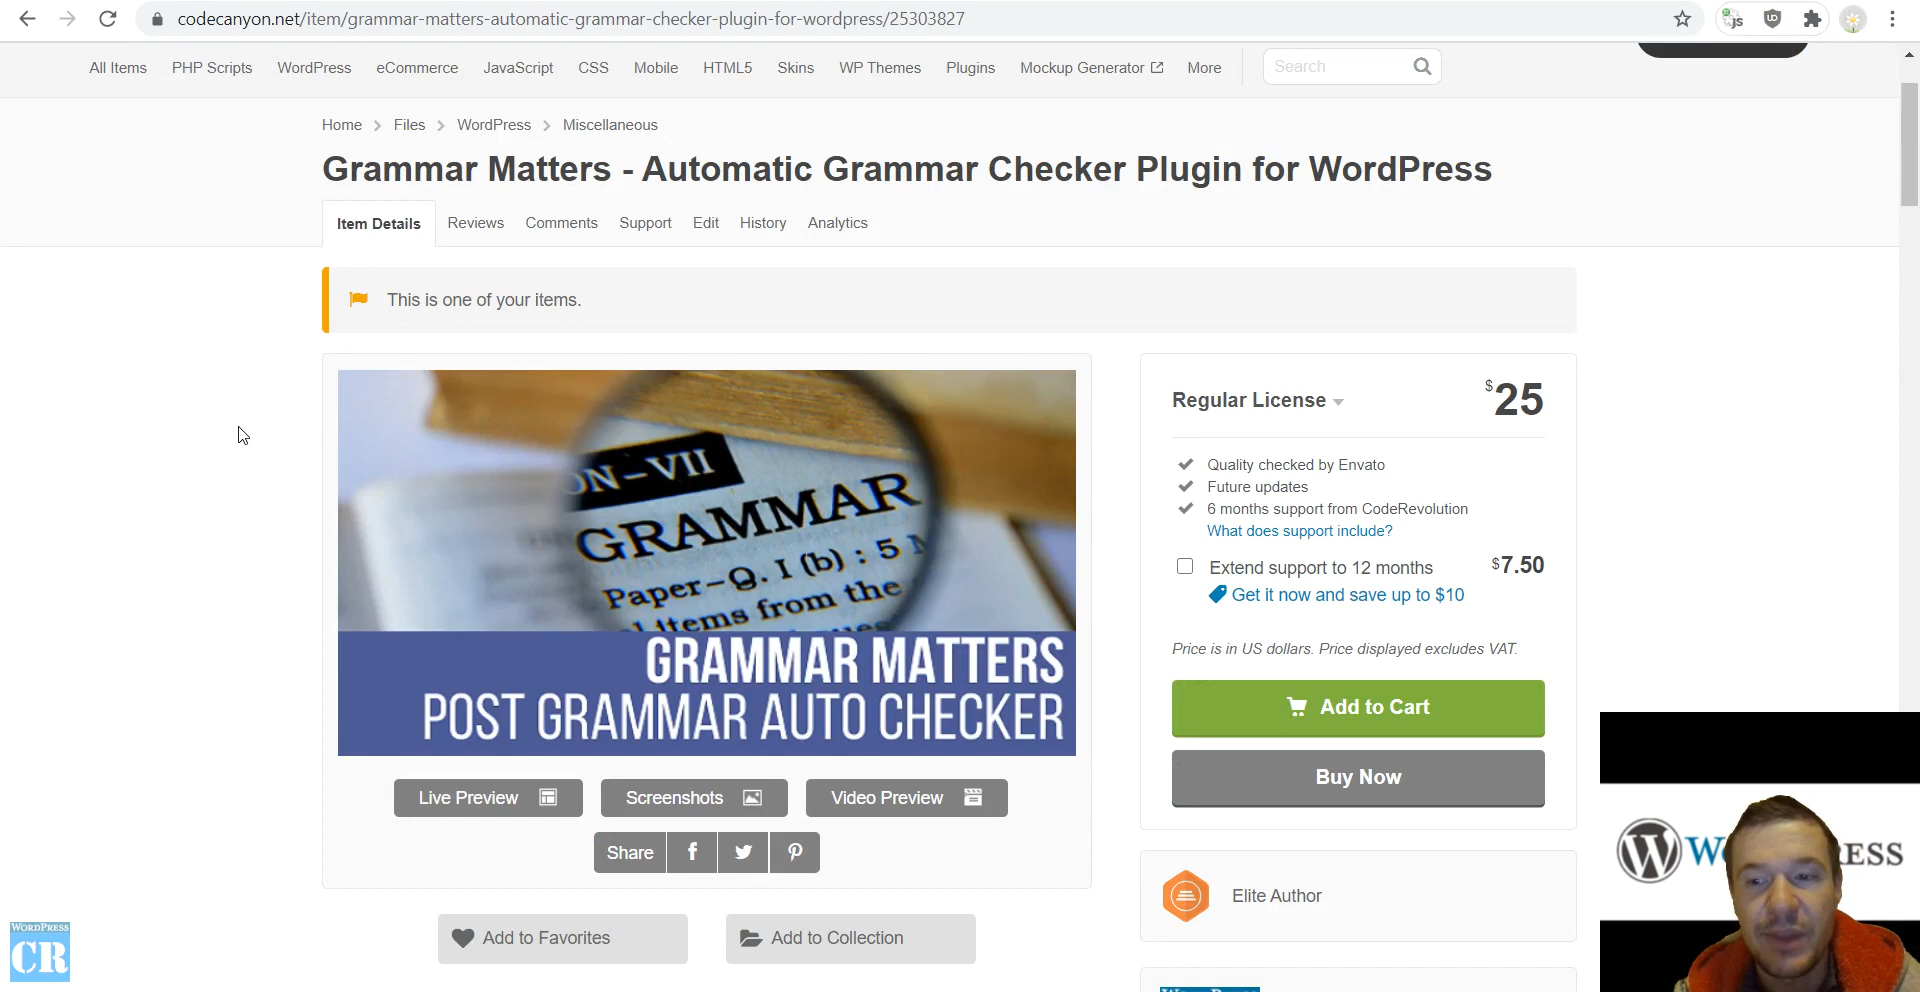 codecanyon.net/item/grammar-matters-automatic-grammar-checker-plugin-for-wordpress/25303827
All Items PHP Scripts WordPress eCommerce JavaScript CSS Mobile HTML5 Skins WP Themes Plugins Mockup Generator More Search
Home Files WordPress Miscellaneous
Grammar Matters - Automatic Grammar Checker Plugin for WordPress
Item Details Reviews Comments Support Edit History Analytics
This is one of your items.
ON-VII
GRAMMAR
Paper-Q. I (b) : 5
items from the
GRAMMAR MATTERS
POST GRAMMAR AUTO CHECKER
Live Preview Screenshots Video Preview
Share
Add to Favorites Add to Collection
Regular License $25
Quality checked by Envato
Future updates
6 months support from CodeRevolution
What does support include?
Extend support to 12 months $7.50
Get it now and save up to $10
Price is in US dollars. Price displayed excludes VAT.
Add to Cart
Buy Now
Elite Author
WORDPRESS
CR
W ESS